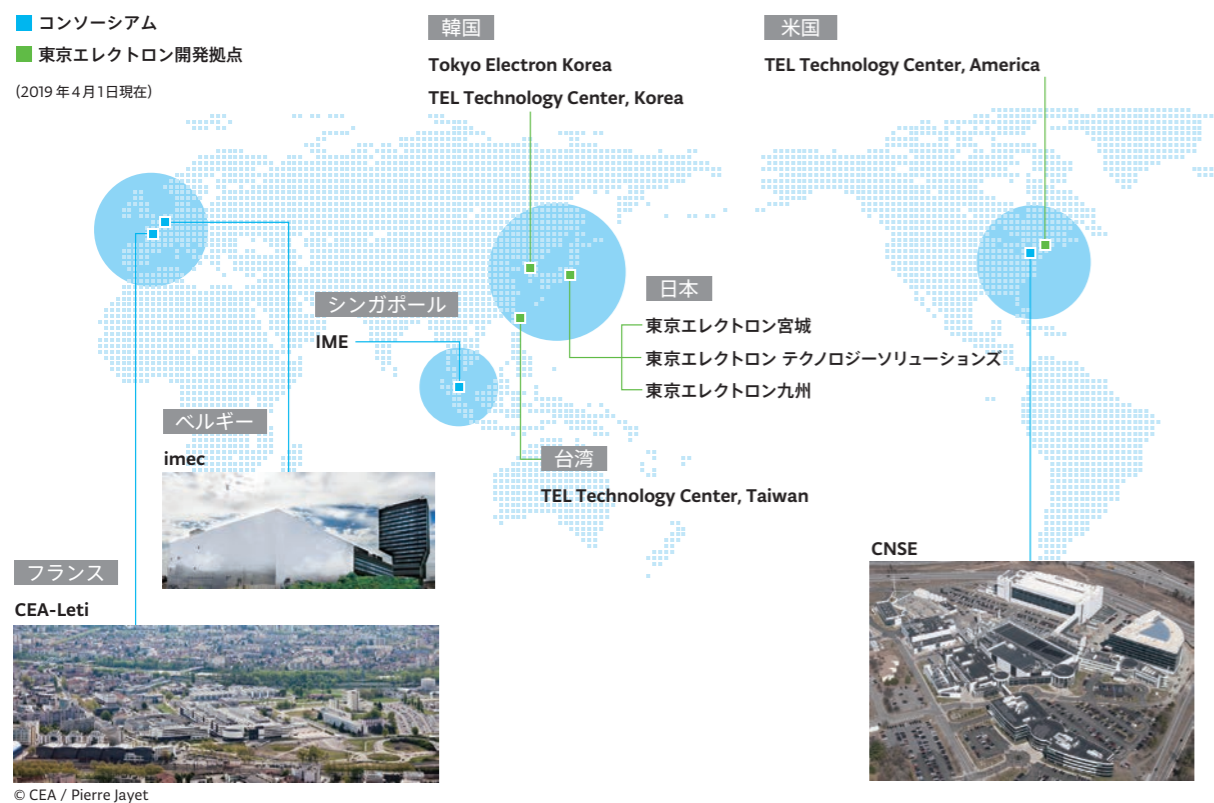 コンソーシアム
東京エレクトロン開発拠点
(2019年4月1日現在)
韓国
Tokyo Electron Korea
TEL Technology Center, Korea
米国
TEL Technology Center, America
日本
東京エレクトロン宮城
東京エレクトロン テクノロジーソリューションズ
東京エレクトロン九州
シンガポール
IME
台湾
TEL Technology Center, Taiwan
ベルギー
imec
フランス
CEA-Leti
© CEA / Pierre Jayet
CNSE